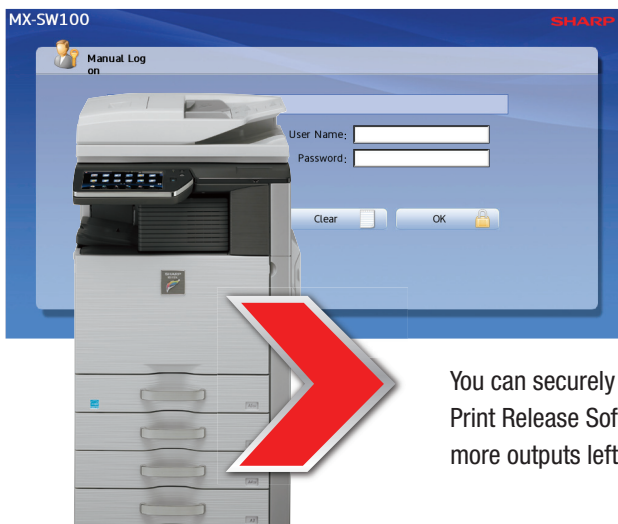 MX-SW100
SHARP
Manual Log
on
User Name:
Password:
Clear
OK
You can securely
Print Release Sof
more outputs left